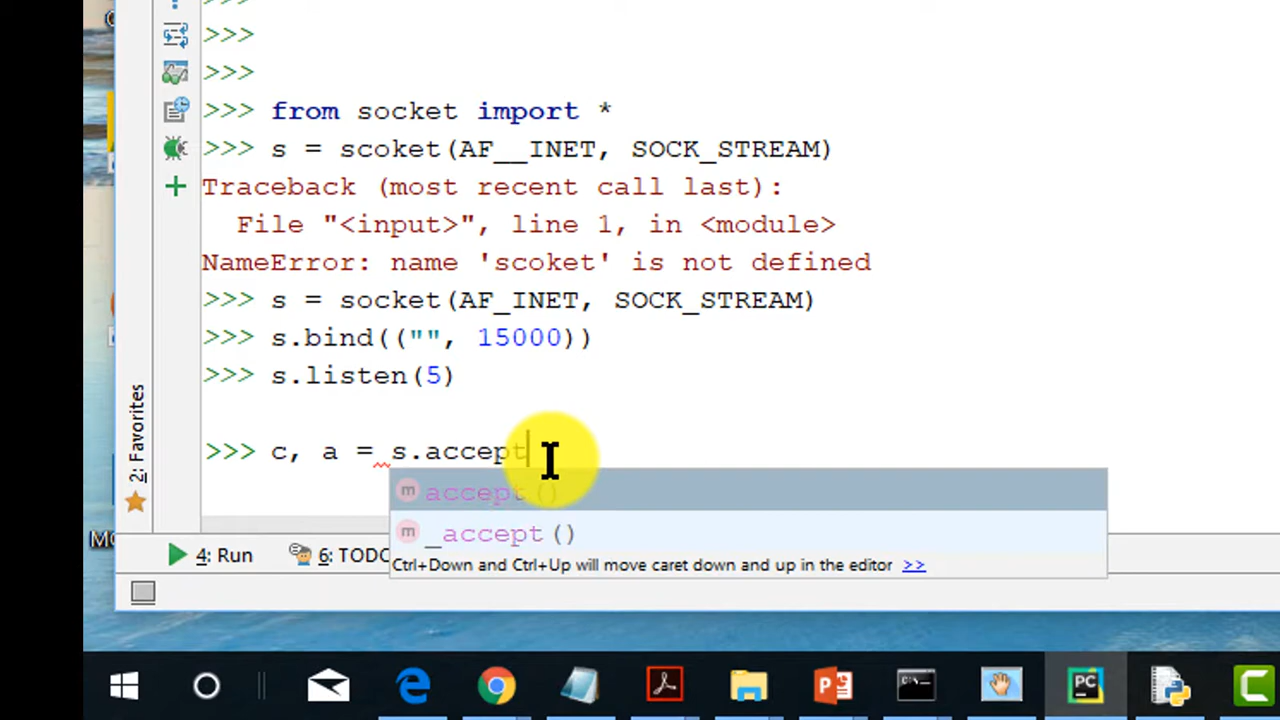 >>>
>>>
>>> from socket import *
>>> s = scoket(AF__INET, SOCK_STREAM)
Traceback (most recent call last):
File "<input>", line 1, in <module>
NameError: name 'scoket' is not defined
>>> s = socket(AF_INET, SOCK_STREAM)
>>> s.bind(("", 15000))
>>> s.listen(5)
>>> c, a = s.accept
m accept()
m _accept()
Ctrl+Down and Ctrl+Up will move caret down and up in the editor >>
2: Favorites
4: Run 6: TODO
PC